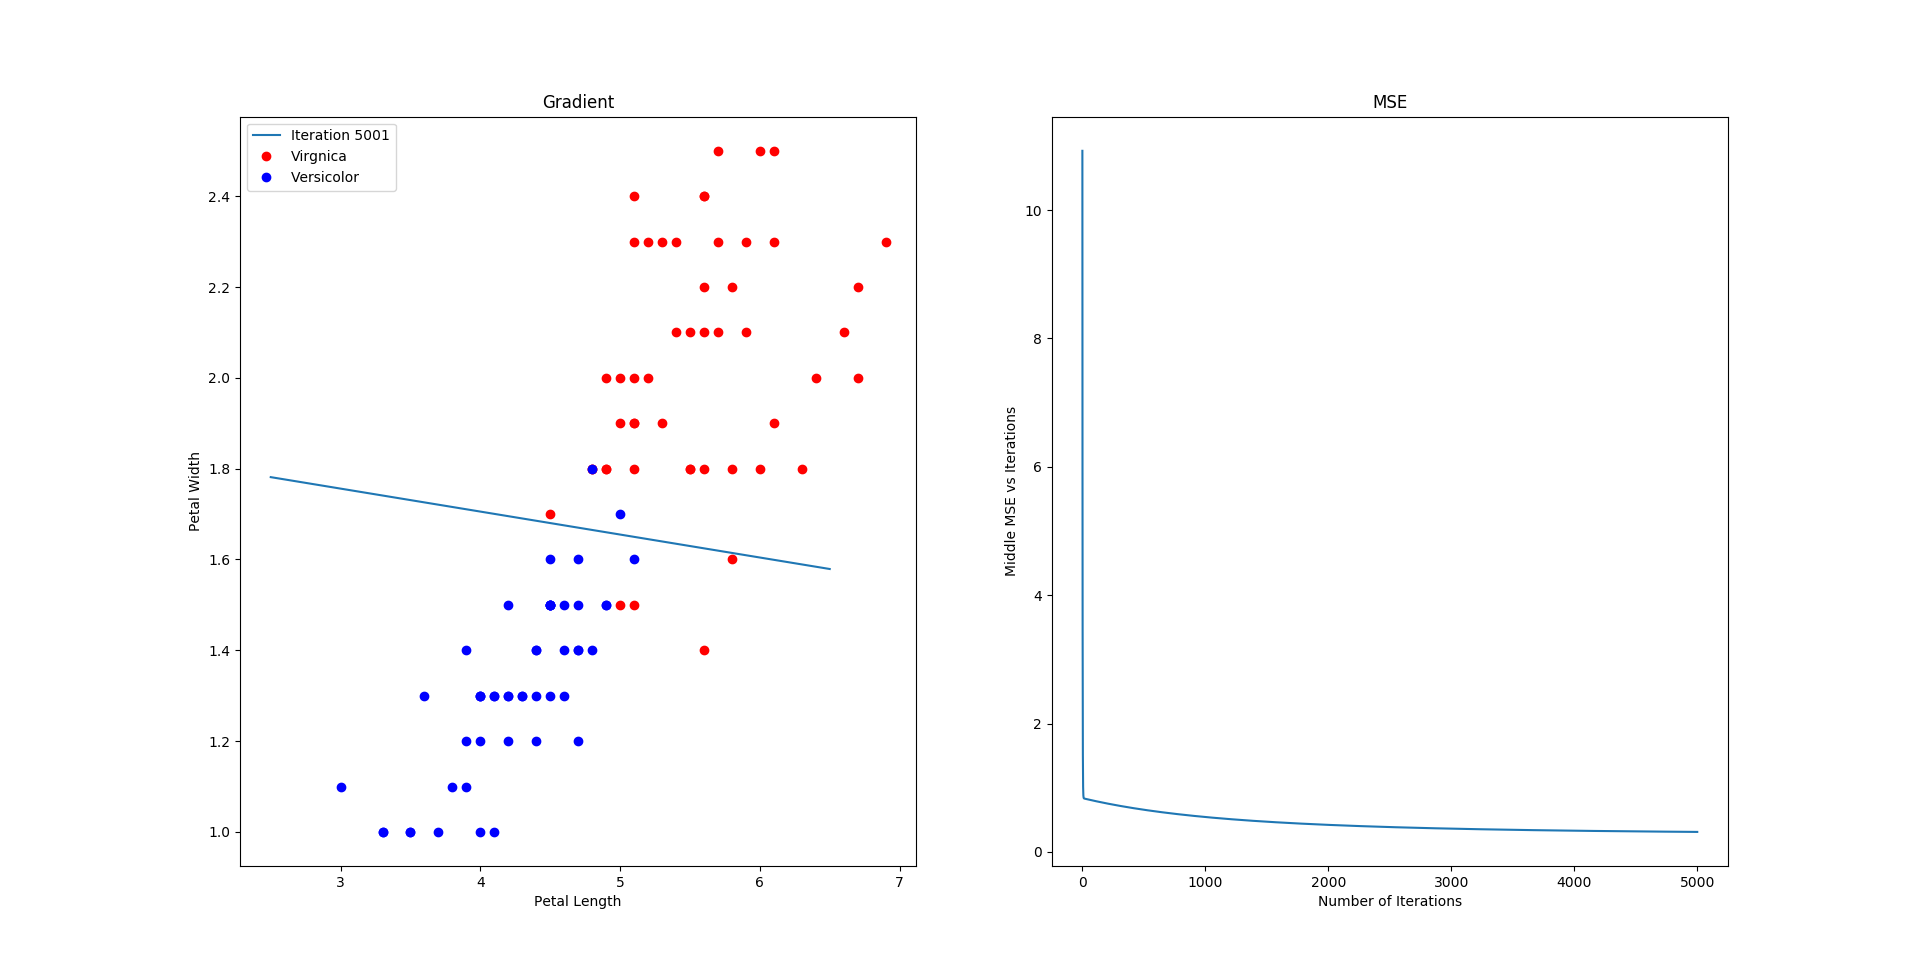 Gradient
Iteration 5001
Virgnica
Versicolor
2.4
2.2
2.0
1.8
1.6
1.4
1.2
1.0
Petal Width
3 4 5 6 7
Petal Length
MSE
10
8
6
4
2
0
Middle MSE vs Iterations
0 1000 2000 3000 4000 5000
Number of Iterations